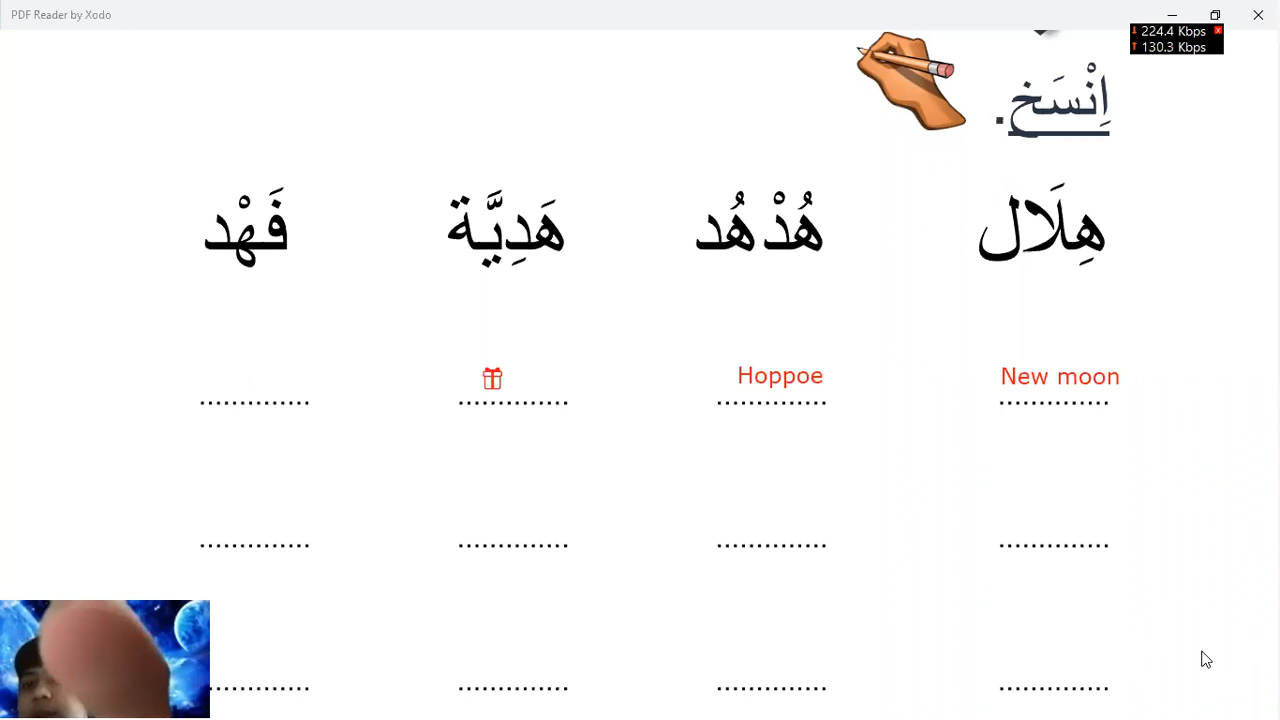 PDF Reader by Xodo
224.4 Kbps
130.3 Kbps
اِنْسَخ.
هِلَال هُدْهُد هَدِيَّة فَهْد
New moon Hoppoe
............. ............. ............. .............
............. ............. ............. .............
............. ............. ............. .............